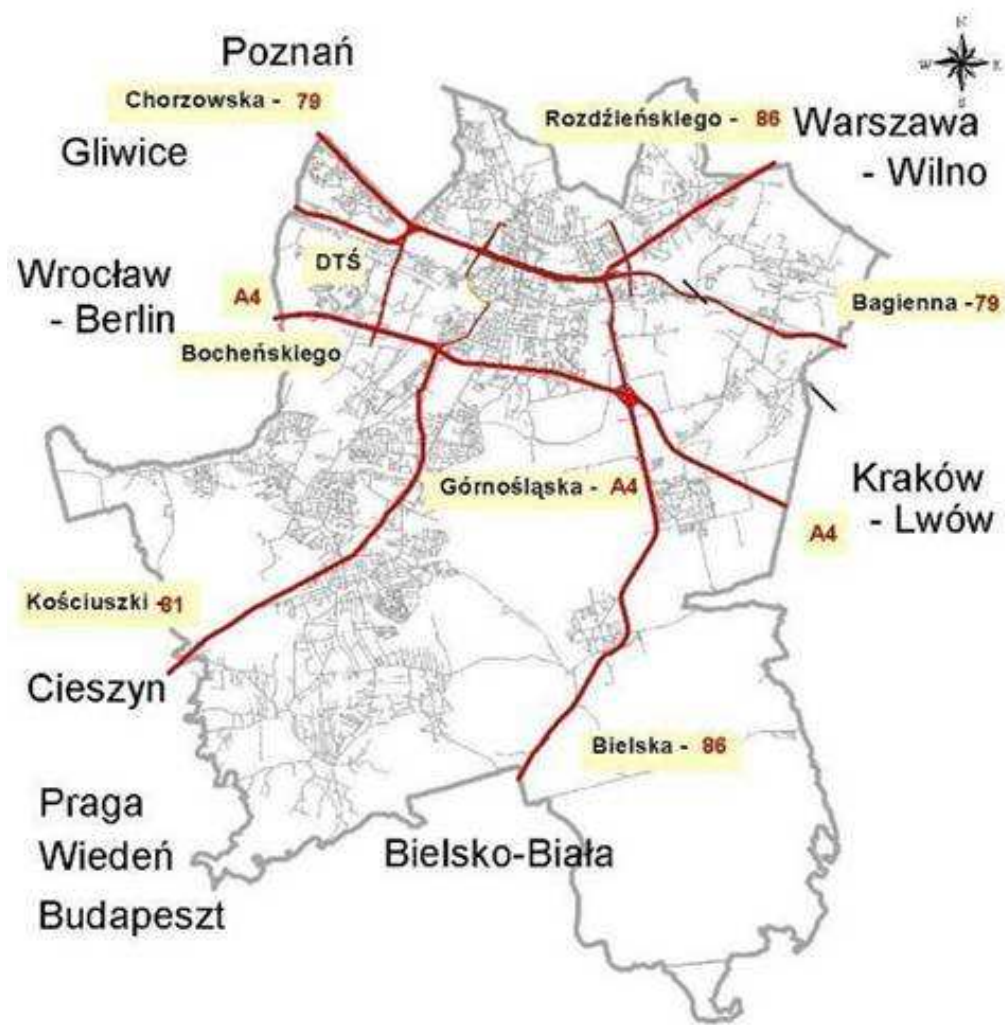 Poznań
N
Chorzowska - 79
Rozdźieńskiego - 86
W
Warszawa
- Wilno
Gliwice
DTŚ
Wrocław
- Berlin
A4
Bagienna -79
Bocheńskiego
Górnośląska - A4
Kraków
- Lwów
A4
Kościuszki -81
Cieszyn
Bielska - 86
Praga
Wiedeń
Budapeszt
Bielsko-Biała